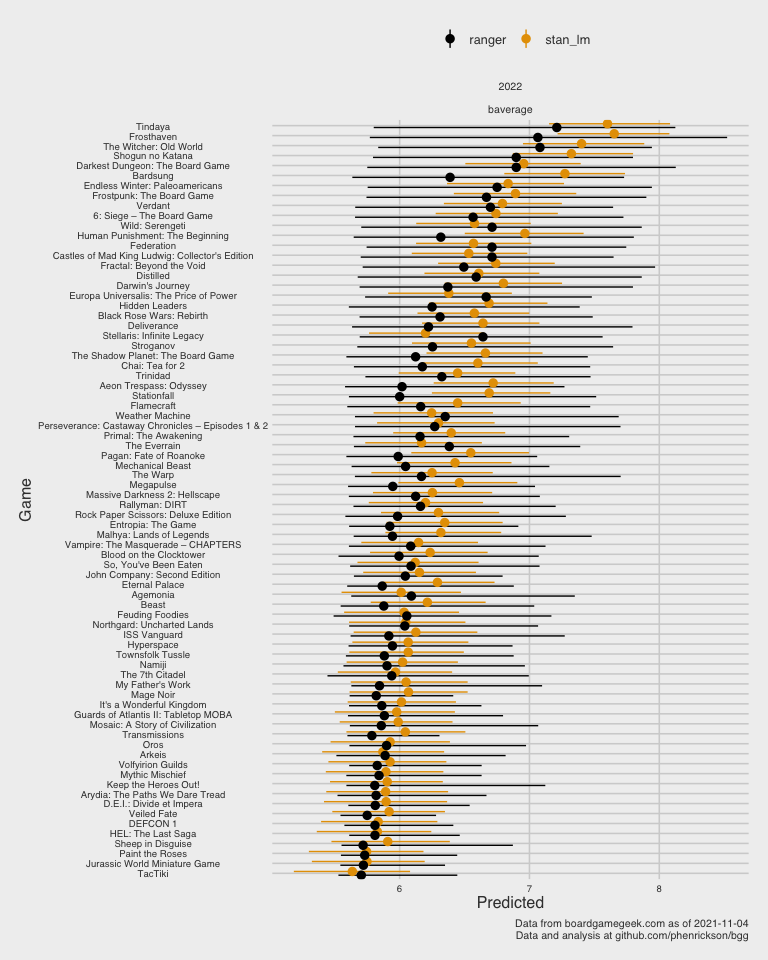 ranger stan_lm
2022
baverage
Tindaya
Frosthaven
The Witcher: Old World
Shogun no Katana
Darkest Dungeon: The Board Game
Bardsung
Endless Winter: Paleoamericans
Frostpunk: The Board Game
Verdant
6: Siege – The Board Game
Wild: Serengeti
Human Punishment: The Beginning
Federation
Castles of Mad King Ludwig: Collector's Edition
Fractal: Beyond the Void
Distilled
Darwin's Journey
Europa Universalis: The Price of Power
Hidden Leaders
Black Rose Wars: Rebirth
Deliverance
Stellaris: Infinite Legacy
Stroganov
The Shadow Planet: The Board Game
Chai: Tea for 2
Trinidad
Aeon Trespass: Odyssey
Stationfall
Flamecraft
Weather Machine
Perseverance: Castaway Chronicles – Episodes 1 & 2
Primal: The Awakening
The Everrain
Pagan: Fate of Roanoke
Mechanical Beast
The Warp
Megapulse
Massive Darkness 2: Hellscape
Rallyman: DIRT
Rock Paper Scissors: Deluxe Edition
Entropia: The Game
Malhya: Lands of Legends
Vampire: The Masquerade – CHAPTERS
Blood on the Clocktower
So, You've Been Eaten
John Company: Second Edition
Eternal Palace
Agemonia
Beast
Feuding Foodies
Northgard: Uncharted Lands
ISS Vanguard
Hyperspace
Townsfolk Tussle
Namiji
The 7th Citadel
My Father's Work
Mage Noir
It's a Wonderful Kingdom
Guards of Atlantis II: Tabletop MOBA
Mosaic: A Story of Civilization
Transmissions
Oros
Arkeis
Volfyirion Guilds
Mythic Mischief
Keep the Heroes Out!
Arydia: The Paths We Dare Tread
D.E.I.: Divide et Impera
Veiled Fate
DEFCON 1
HEL: The Last Saga
Sheep in Disguise
Paint the Roses
Jurassic World Miniature Game
TacTiki
Game
6 7 8
Predicted
Data from boardgamegeek.com as of 2021-11-04
Data and analysis at github.com/phenrickson/bgg